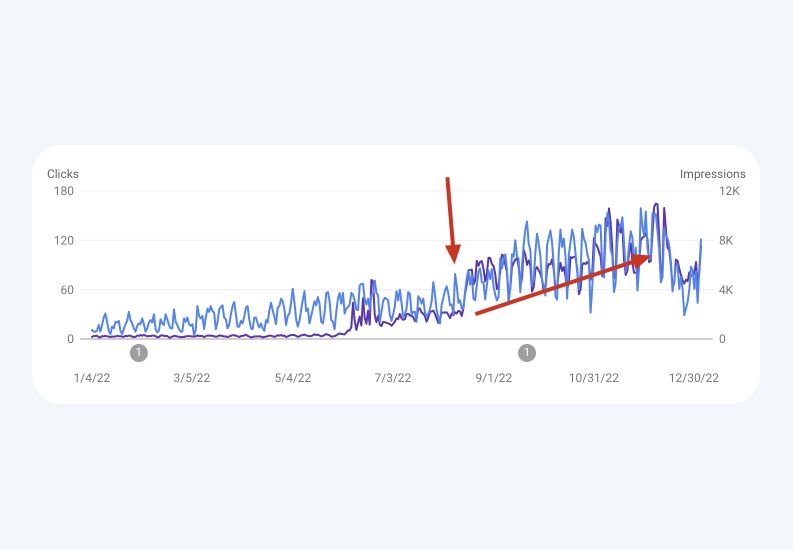 Clicks Impressions
180 12K
120 8K
60 4K
0 0
1 1
1/4/22 3/5/22 5/4/22 7/3/22 9/1/22 10/31/22 12/30/22